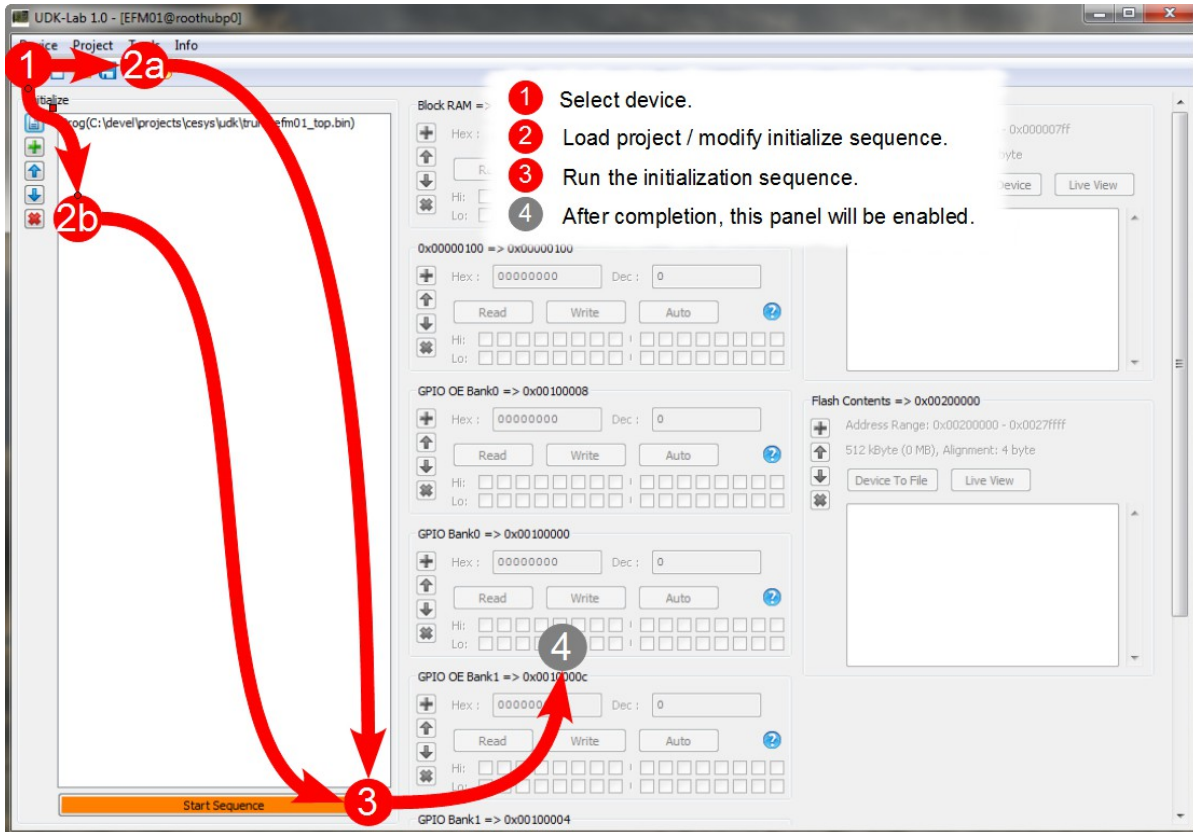 UDK-Lab 1.0 - [EFM01@roothubp0]
Project Info
1
2a
2b
Prog(C:\devel\projects\cesys\udk\
efm01_top.bin)
Start Sequence
3
4
1 Select device.
2 Load project / modify initialize sequence.
3 Run the initialization sequence.
4 After completion, this panel will be enabled.
Block RAM =>
Hex :
Hi:
Lo:
0x00000100 => 0x00000100
Hex : 00000000 Dec : 0
Read Write Auto
Hi:
Lo:
GPIO OE Bank0 => 0x00100008
Hex : 00000000 Dec : 0
Read Write Auto
Hi:
Lo:
GPIO Bank0 => 0x00100000
Hex : 00000000 Dec : 0
Read Write Auto
Hi:
Lo:
GPIO OE Bank1 => 0x0010000c
Hex : Dec : 0
Read Write Auto
Hi:
Lo:
GPIO Bank1 => 0x00100004
- 0x000007ff
Live View
Flash Contents => 0x00200000
Address Range: 0x00200000 - 0x0027ffff
512 kByte (0 MB), Alignment: 4 byte
Device To File Live View